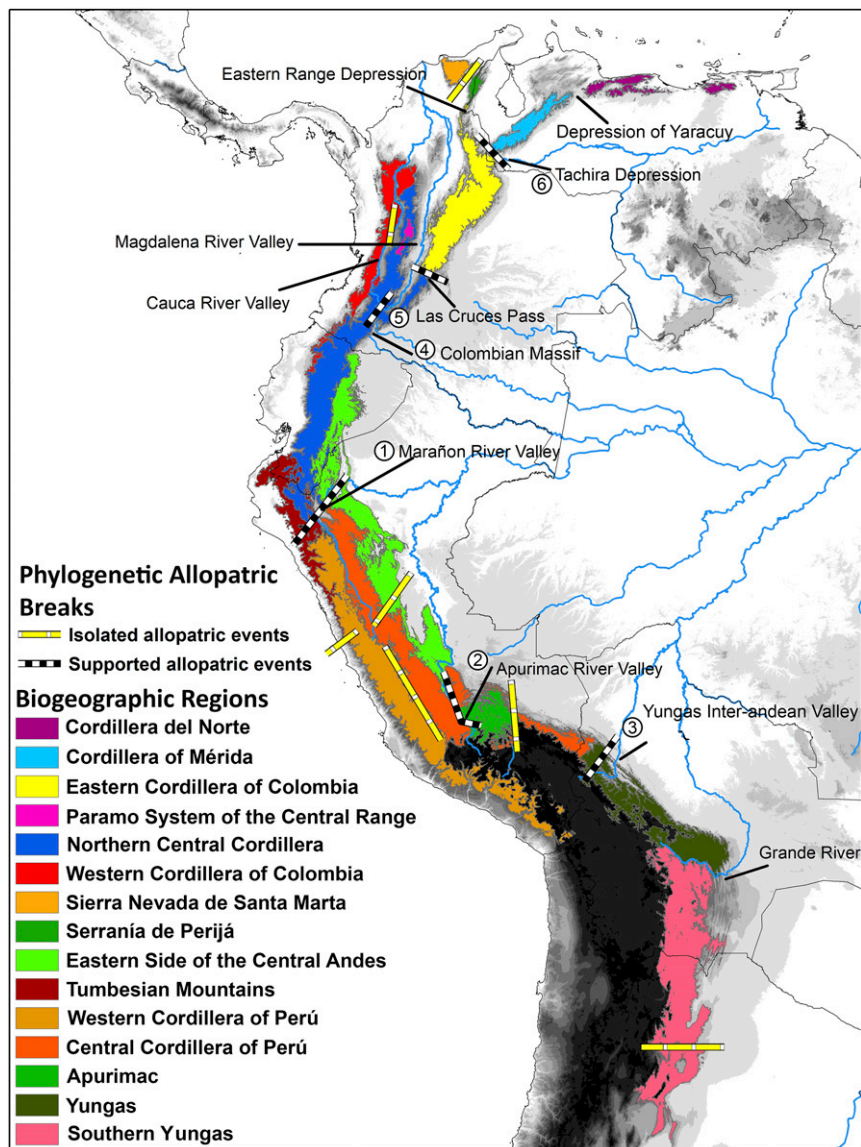 Eastern Range Depression
Depression of Yaracuy
Tachira Depression
⑥
Magdalena River Valley
Cauca River Valley
⑤ Las Cruces Pass
④ Colombian Massif
① Marañon River Valley
Phylogenetic Allopatric
Breaks
Isolated allopatric events
Supported allopatric events
② Apurimac River Valley
Yungas Inter-andean Valley
③
Grande River
Biogeographic Regions
Cordillera del Norte
Cordillera of Mérida
Eastern Cordillera of Colombia
Paramo System of the Central Range
Northern Central Cordillera
Western Cordillera of Colombia
Sierra Nevada de Santa Marta
Serranía de Perijá
Eastern Side of the Central Andes
Tumbesian Mountains
Western Cordillera of Perú
Central Cordillera of Perú
Apurimac
Yungas
Southern Yungas